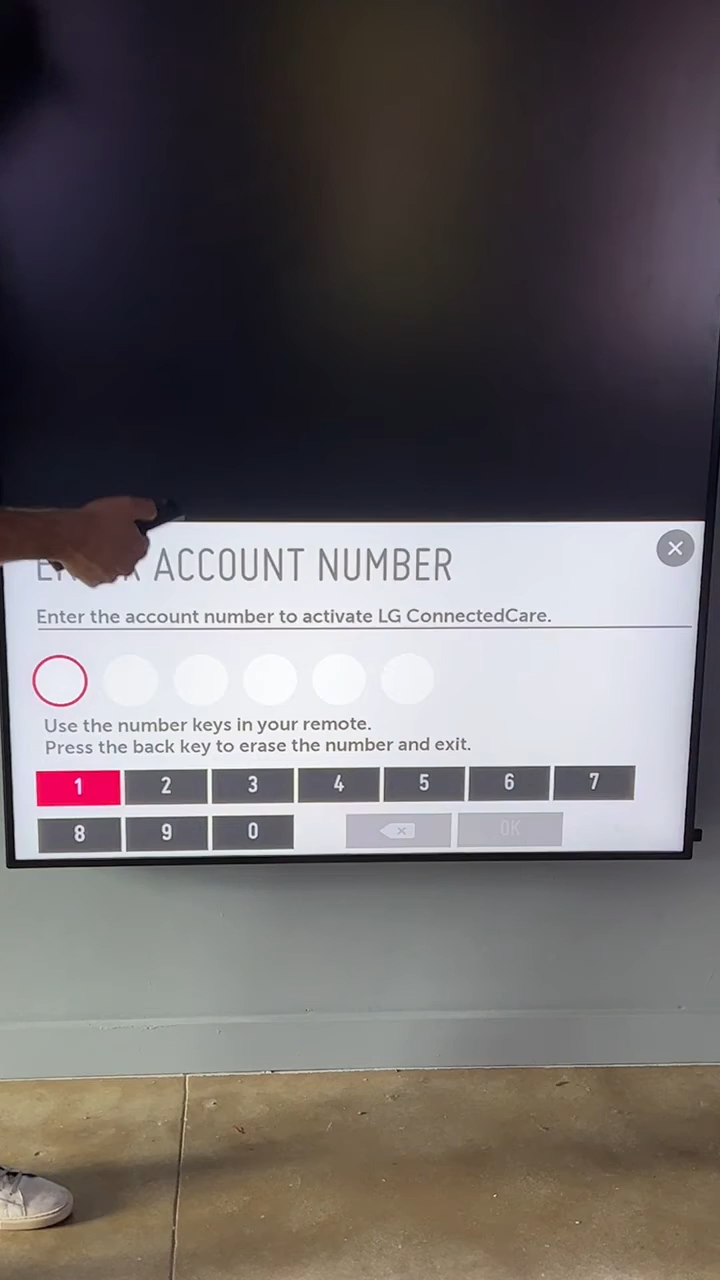 ACCOUNT NUMBER
Enter the account number to activate LG ConnectedCare.
Use the number keys in your remote.
Press the back key to erase the number and exit.
1 2 3 4 5 6 7
8 9 0 OK